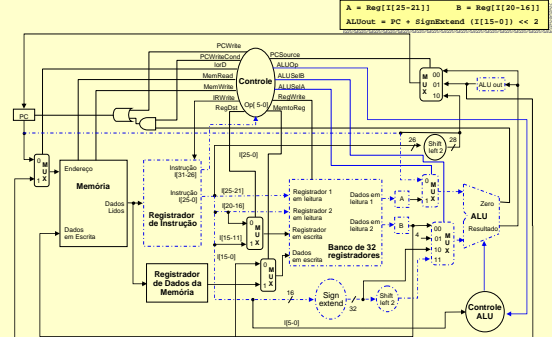 A = Reg[I[25-21]] B = Reg[I[20-16]]
ALUout = PC + SignExtend (I[15-0]) << 2
PCWrite
PCWriteCond
IorD
MemRead
MemWrite
IRWrite
RegDst
Controle
Op[ 5-0]
PCSource
ALUOp
ALUSelB
ALUSelA
RegWrite
MemtoReg
M
U
X
00
01
10
ALU out
PC
26
Shift
left 2
28
I[25-0]
0
M
U
X
1
Endereço
Memória
Dados
Lidos
Dados
em Escrita
Instrução
I[31-26]
Instrução
I[25-0]
Registrador
de Instrução
I[25-21]
I[20-16]
I[15-11]
I[15-0]
0
M
U
X
1
Registrador 1
em leitura
Registrador 2
em leitura
Registrador
em escrita
Dados
em escrita
Dados em
leitura 1
Dados em
leitura 2
Banco de 32
registradores
A
B
0
M
U
X
1
4
00
01
10
11
M
U
X
Zero
ALU
Resultado
Registrador
de Dados da
Memória
0
M
U
X
1
16
Sign
extend
32
Shift
left 2
I[5-0]
Controle
ALU